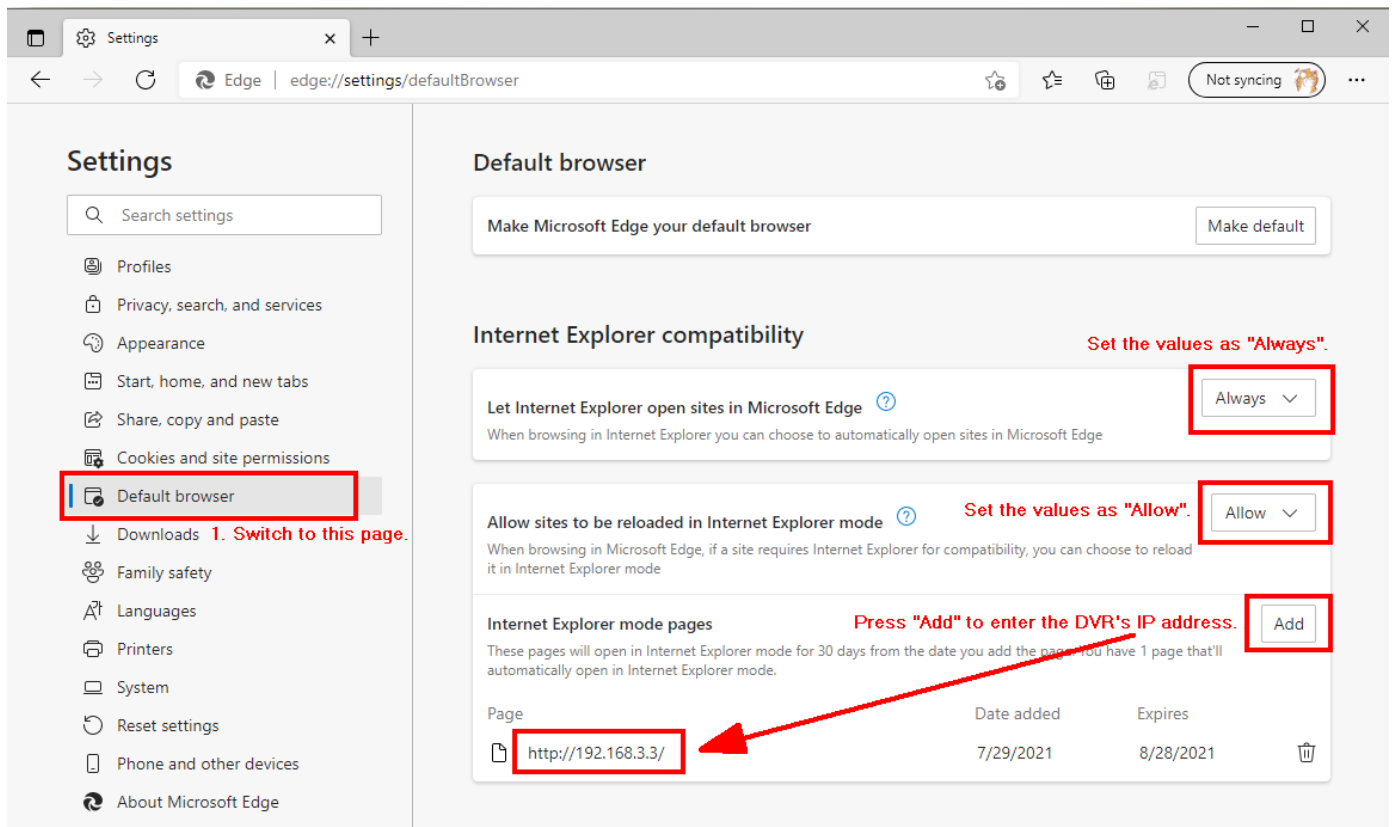 Settings
Edge | edge://settings/defaultBrowser
Not syncing
Settings
Search settings
Profiles
Privacy, search, and services
Appearance
Start, home, and new tabs
Share, copy and paste
Cookies and site permissions
Default browser
Downloads 1. Switch to this page.
Family safety
Languages
Printers
System
Reset settings
Phone and other devices
About Microsoft Edge
Default browser
Make Microsoft Edge your default browser
Make default
Internet Explorer compatibility
Set the values as "Always".
Let Internet Explorer open sites in Microsoft Edge
Always
When browsing in Internet Explorer you can choose to automatically open sites in Microsoft Edge
Allow sites to be reloaded in Internet Explorer mode
Set the values as "Allow".
Allow
When browsing in Microsoft Edge, if a site requires Internet Explorer for compatibility, you can choose to reload
it in Internet Explorer mode
Internet Explorer mode pages
Press "Add" to enter the DVR's IP address.
Add
These pages will open in Internet Explorer mode for 30 days from the date you add the page. You have 1 page that'll
automatically open in Internet Explorer mode.
Page Date added Expires
http://192.168.3.3/ 7/29/2021 8/28/2021